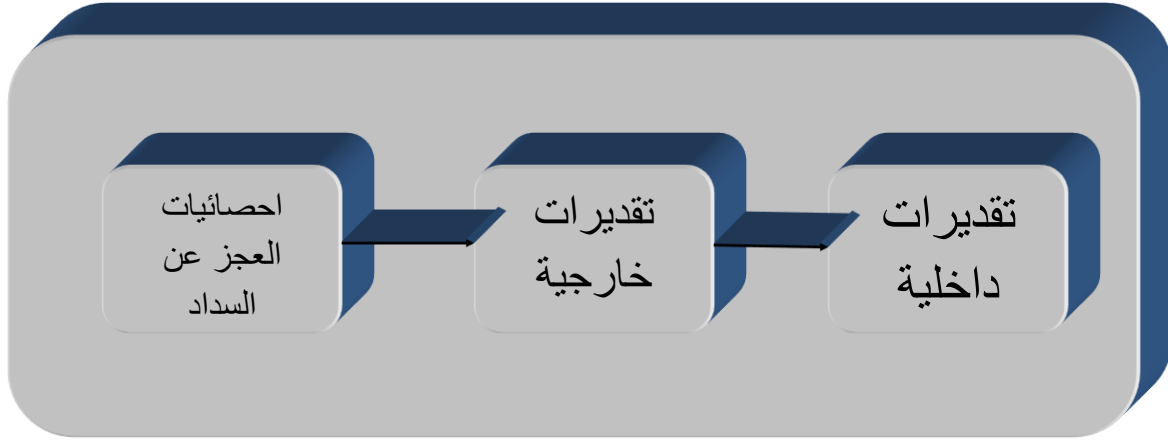 تقديرات
داخلية
تقديرات
خارجية
احصائيات
العجز عن
السداد